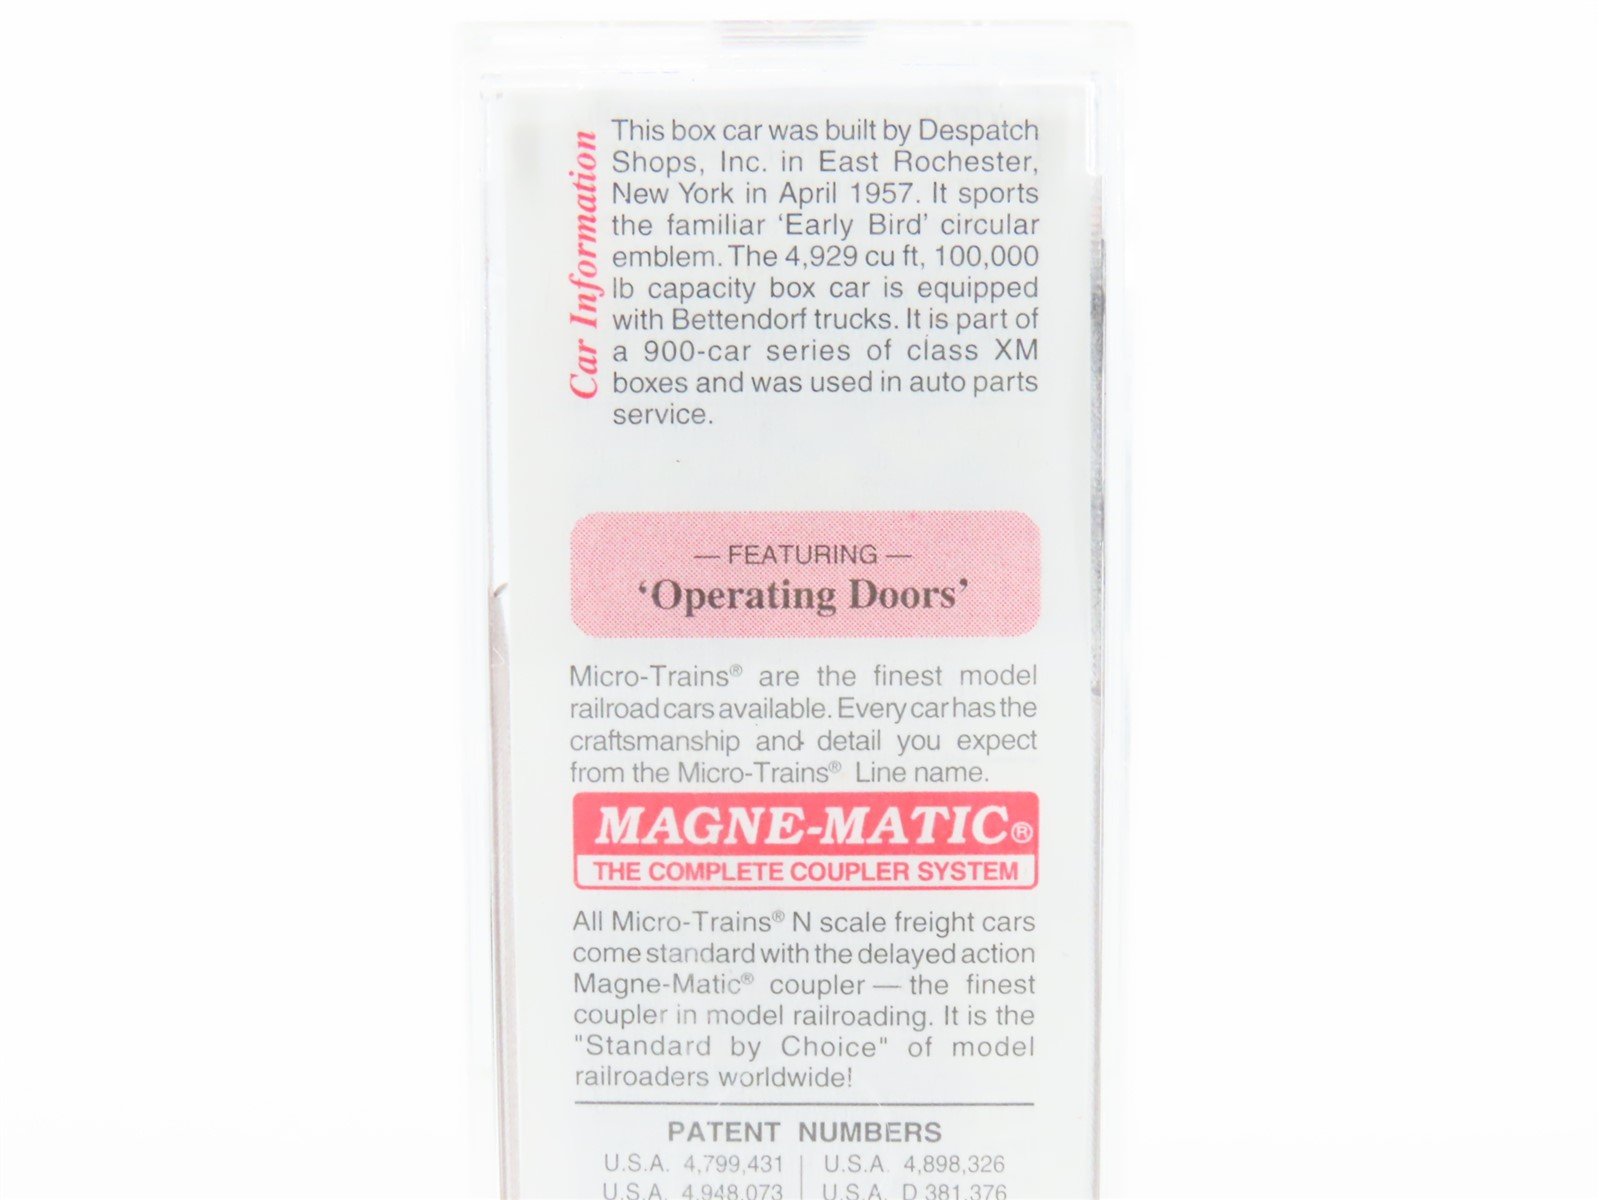 Car Information
This box car was built by Despatch
Shops, Inc. in East Rochester,
New York in April 1957. It sports
the familiar ‘Early Bird’ circular
emblem. The 4,929 cu ft, 100,000
lb capacity box car is equipped
with Bettendorf trucks. It is part of
a 900-car series of class XM
boxes and was used in auto parts
service.
— FEATURING —
‘Operating Doors’
Micro-Trains® are the finest model
railroad cars available. Every car has the
craftsmanship and detail you expect
from the Micro-Trains® Line name.
MAGNE-MATIC®
THE COMPLETE COUPLER SYSTEM
All Micro-Trains® N scale freight cars
come standard with the delayed action
Magne-Matic® coupler — the finest
coupler in model railroading. It is the
"Standard by Choice" of model
railroaders worldwide!
PATENT NUMBERS
U.S.A. 4,799,431 | U.S.A. 4,898,326
U.S.A. 4,948,073 | U.S.A. D 381,376